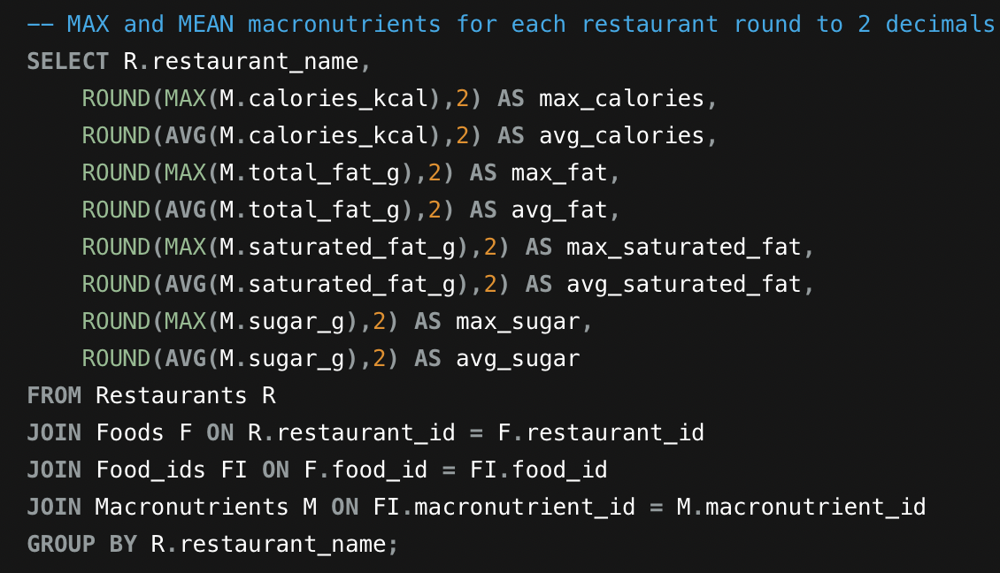 -- MAX and MEAN macronutrients for each restaurant round to 2 decimals
SELECT R.restaurant_name,
    ROUND(MAX(M.calories_kcal),2) AS max_calories,
    ROUND(AVG(M.calories_kcal),2) AS avg_calories,
    ROUND(MAX(M.total_fat_g),2) AS max_fat,
    ROUND(AVG(M.total_fat_g),2) AS avg_fat,
    ROUND(MAX(M.saturated_fat_g),2) AS max_saturated_fat,
    ROUND(AVG(M.saturated_fat_g),2) AS avg_saturated_fat,
    ROUND(MAX(M.sugar_g),2) AS max_sugar,
    ROUND(AVG(M.sugar_g),2) AS avg_sugar
FROM Restaurants R
JOIN Foods F ON R.restaurant_id = F.restaurant_id
JOIN Food_ids FI ON F.food_id = FI.food_id
JOIN Macronutrients M ON FI.macronutrient_id = M.macronutrient_id
GROUP BY R.restaurant_name;